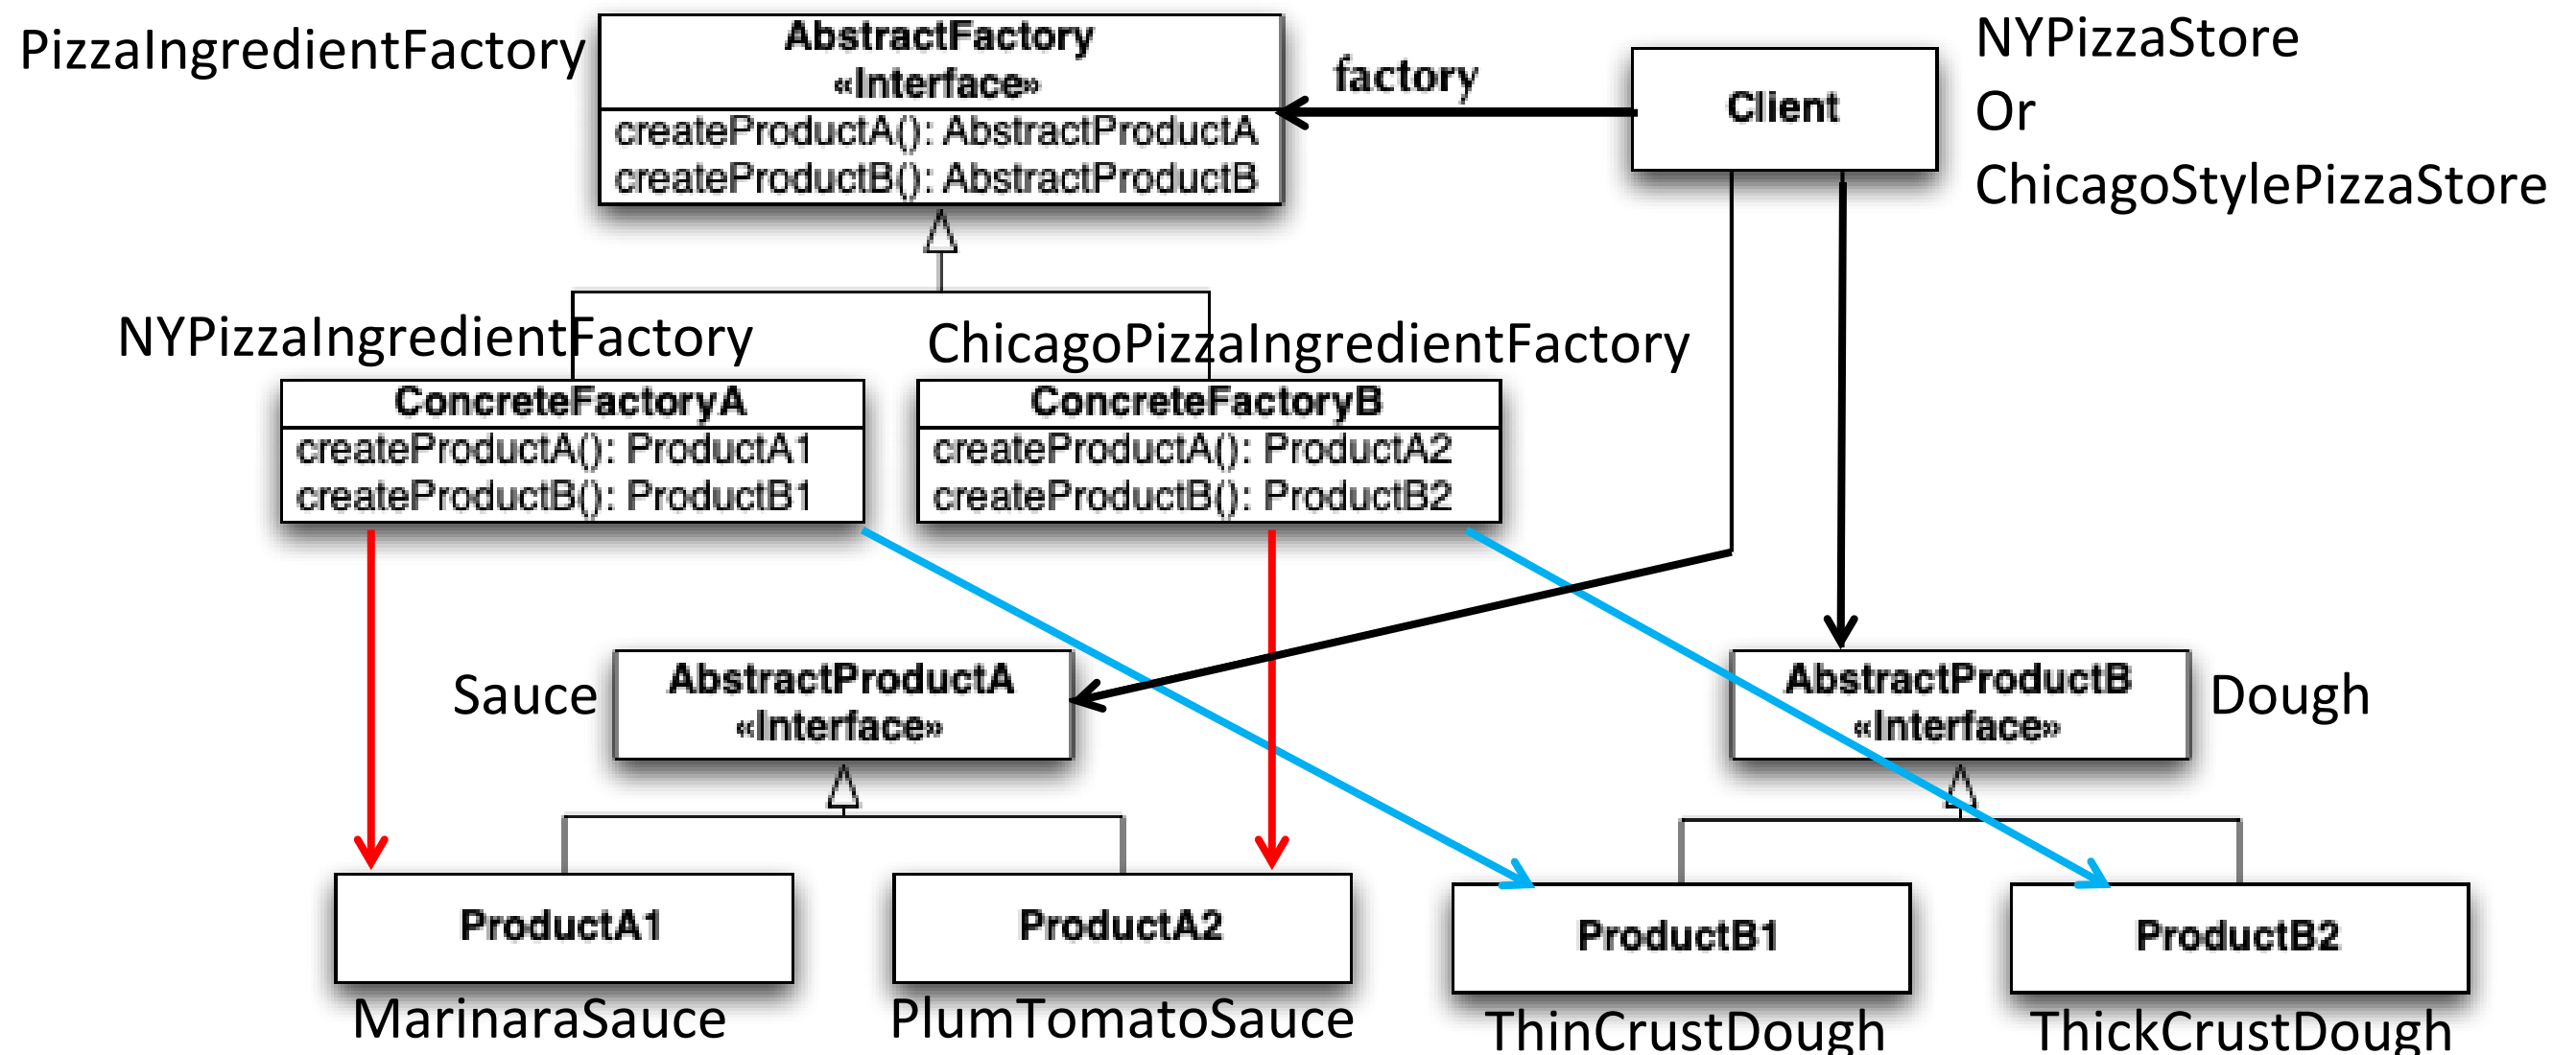 PizzaIngredientFactory
AbstractFactory
«Interface»
createProductA(): AbstractProductA
createProductB(): AbstractProductB
factory
Client
NYPizzaStore
Or
ChicagoStylePizzaStore
NYPizzaIngredientFactory
ConcreteFactoryA
createProductA(): ProductA1
createProductB(): ProductB1
ChicagoPizzaIngredientFactory
ConcreteFactoryB
createProductA(): ProductA2
createProductB(): ProductB2
Sauce
AbstractProductA
«Interface»
AbstractProductB
«Interface»
Dough
ProductA1
MarinaraSauce
ProductA2
PlumTomatoSauce
ProductB1
ThinCrustDough
ProductB2
ThickCrustDough